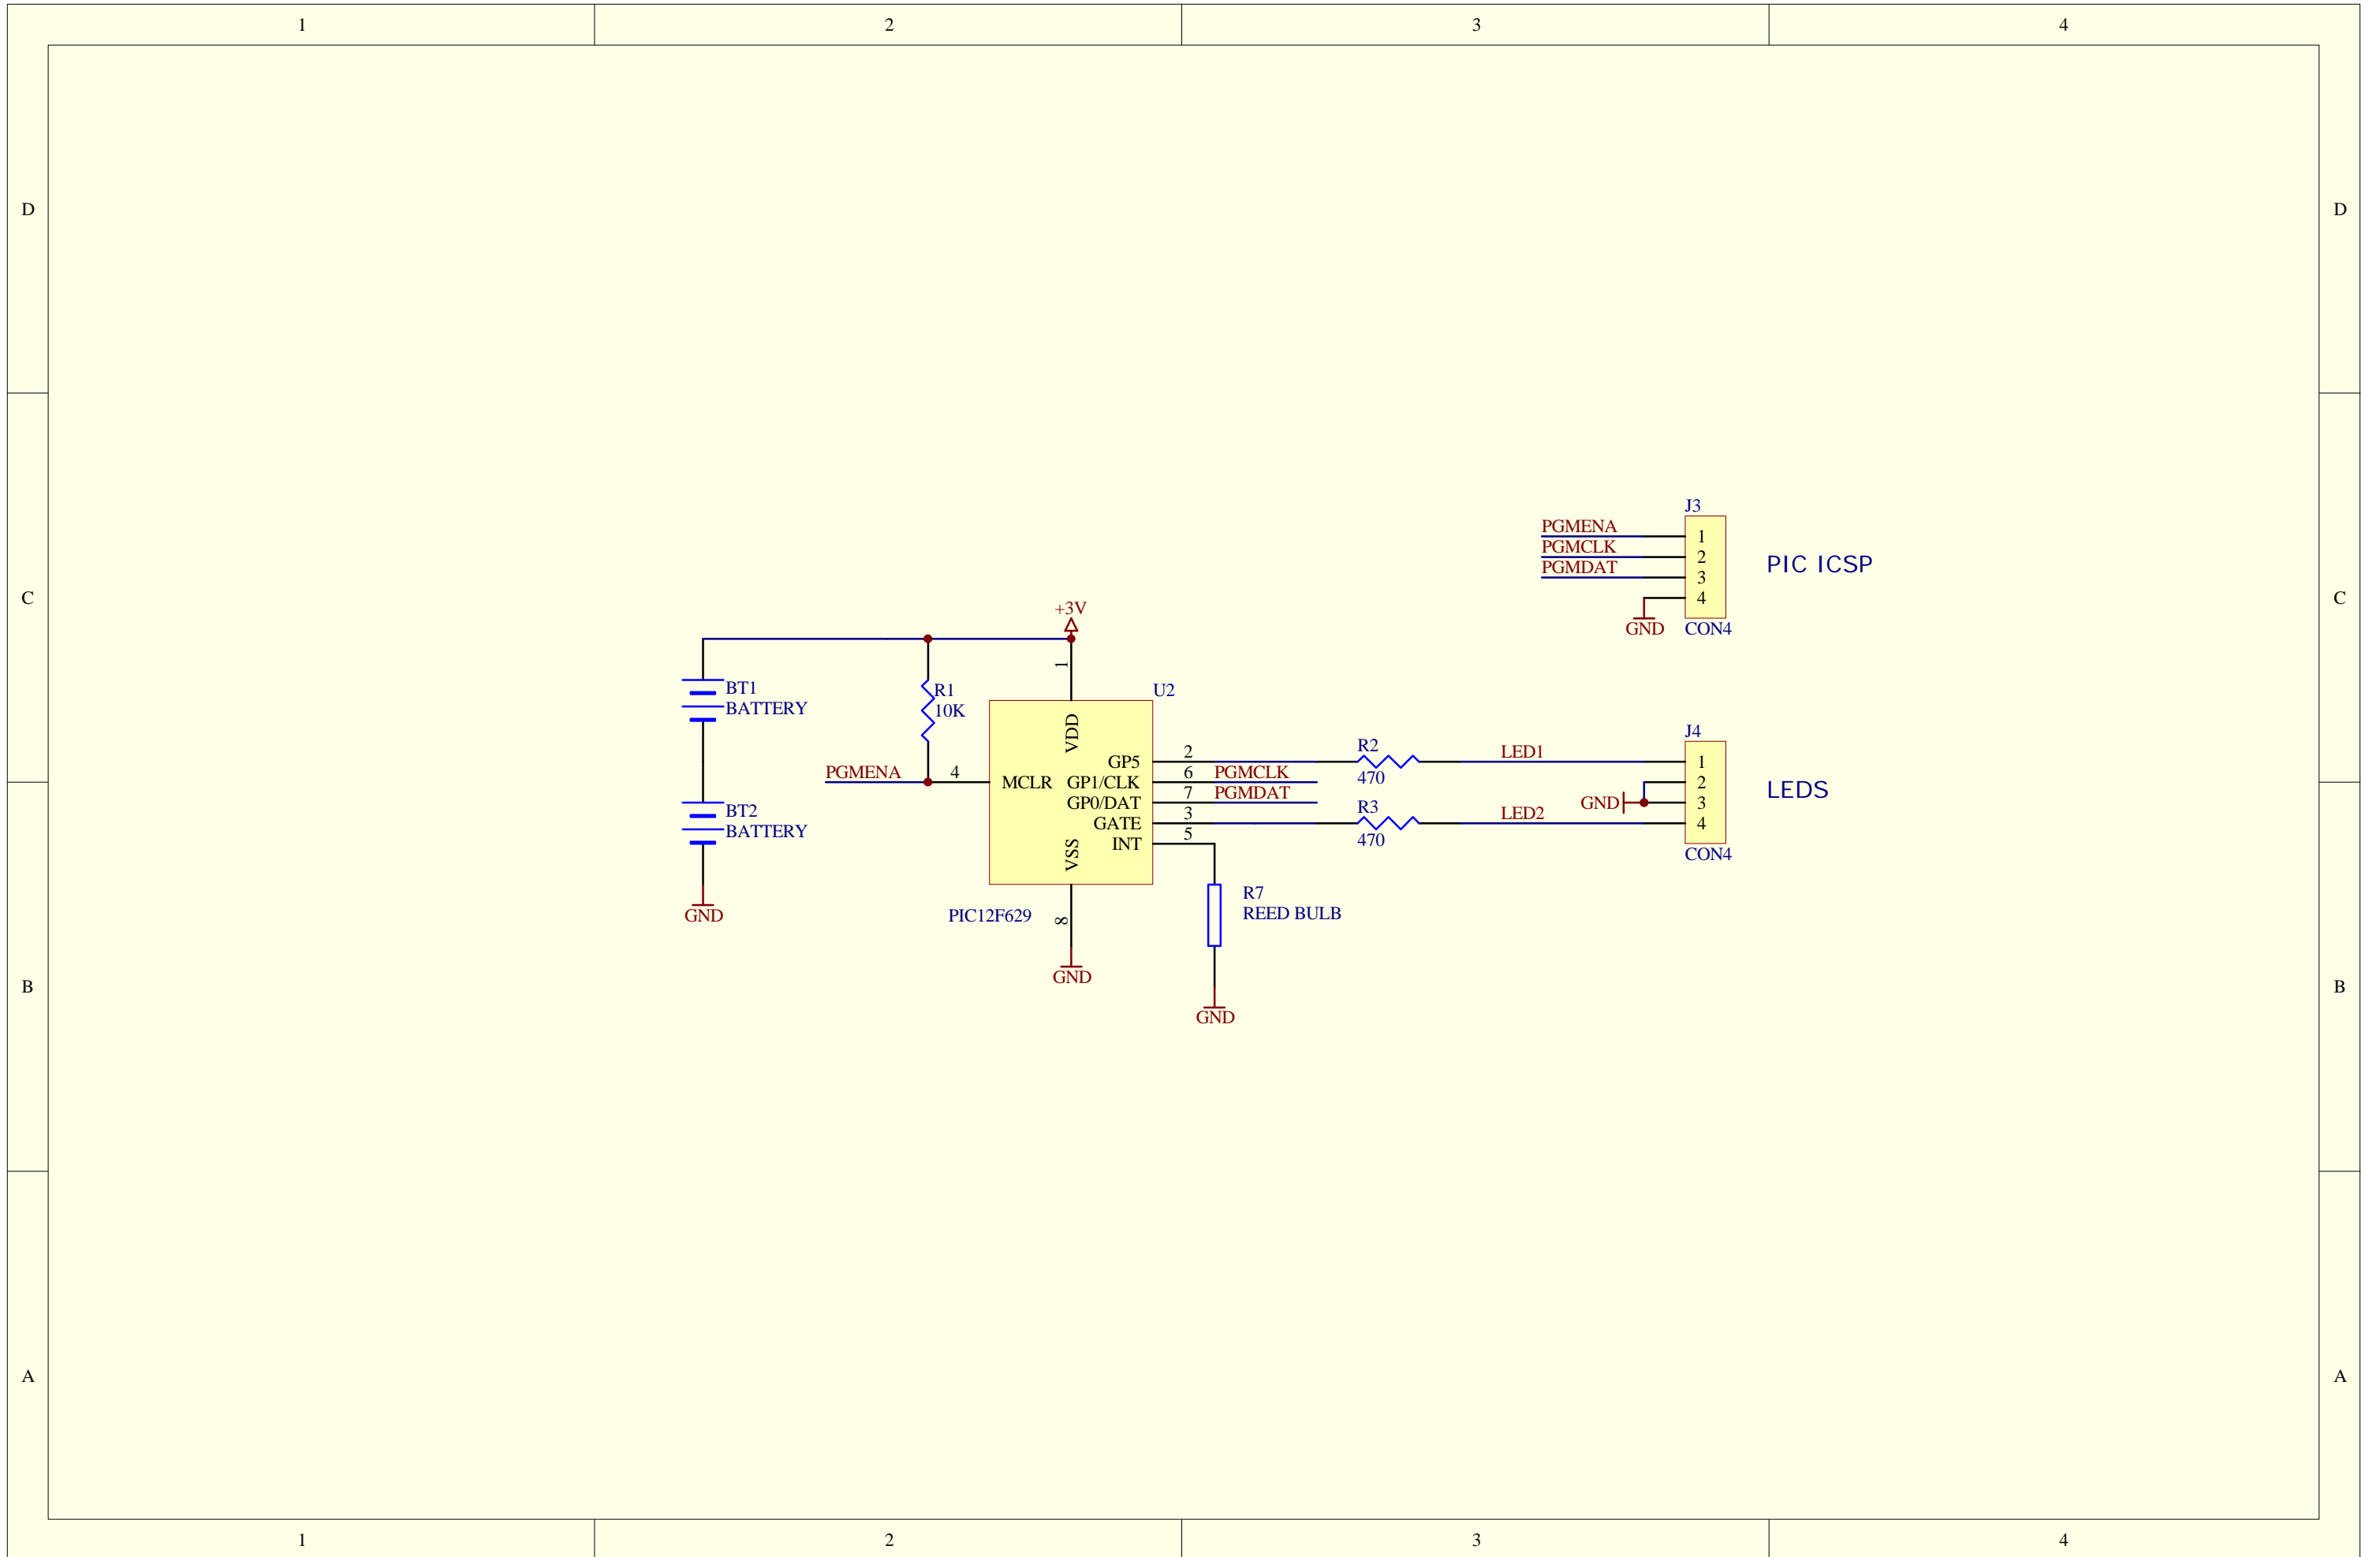 1 2 3 4
D D
C C
B B
A A
1 2 3 4
J3
PGMENA 1
PGMCLK 2
PGMDAT 3
4
GND CON4
PIC ICSP
+3V
1
BT1
BATTERY
R1
10K
U2
VDD
PGMENA 4 MCLR
GP5 2
GP1/CLK 6 PGMCLK
GP0/DAT 7 PGMDAT
GATE 3
INT 5
VSS
R2
470
LED1
R3
470
LED2
J4
1
2
GND 3
4
CON4
LEDS
BT2
BATTERY
GND
PIC12F629
8
GND
R7
REED BULB
GND